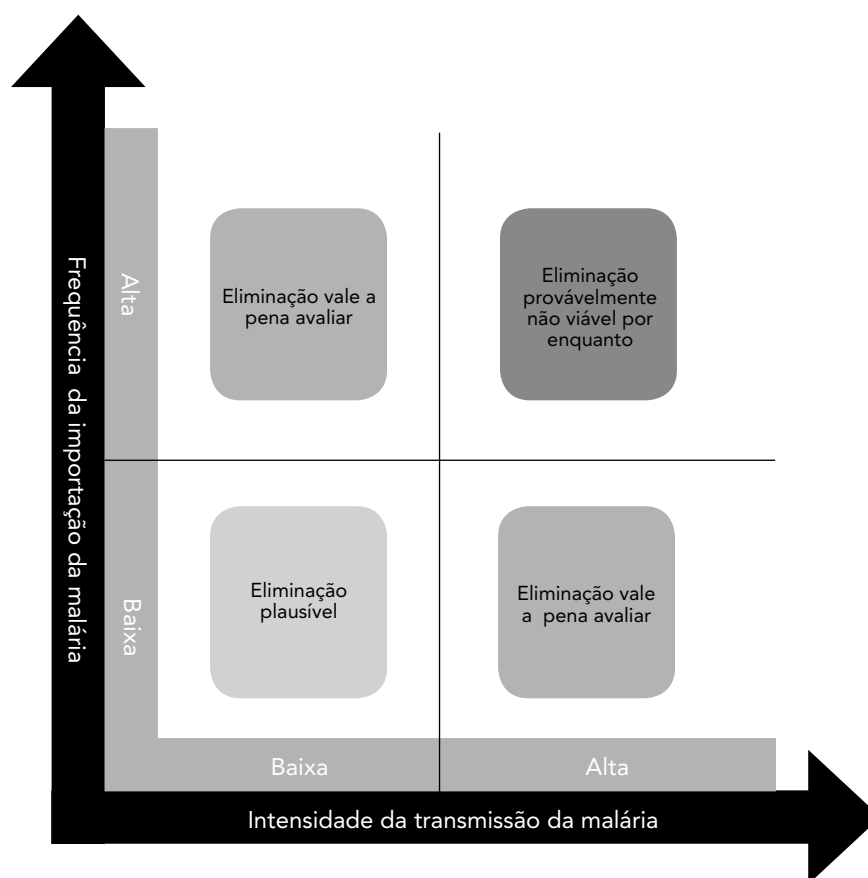 Frequência da importação da malária
Alta
Baixa
Eliminação vale a
pena avaliar
Eliminação
provávelmente
não viável por
enquanto
Eliminação
plausível
Eliminação vale
a pena avaliar
Baixa
Alta
Intensidade da transmissão da malária